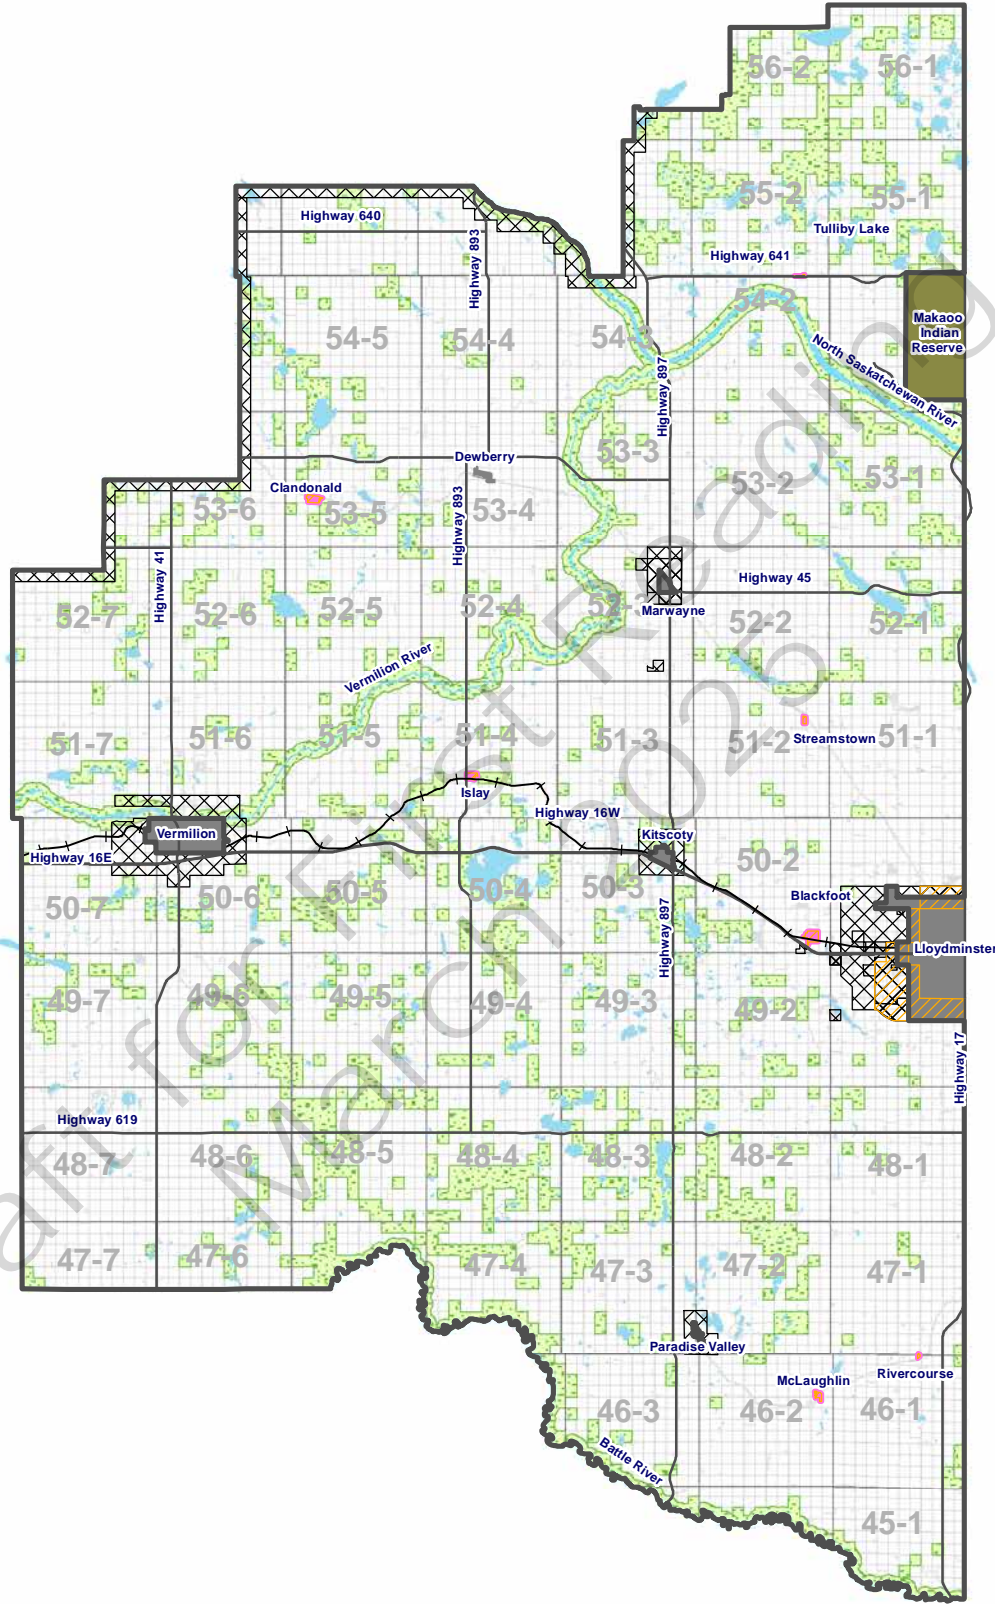 56-2
56-1
55-2
55-1
Highway 640
Tulliby Lake
Highway 893
Highway 641
54-2
Makaoo
Indian
Reserve
54-5
54-4
54-3
North Saskatchewan River
Highway 897
53-3
Dewberry
53-2
53-1
Clandonald
53-6
53-5
53-4
Highway 893
Highway 41
Highway 45
52-7
52-6
52-5
52-4
52-3
Marwayne
52-2
52-1
Vermilion River
51-7
51-6
51-5
51-4
51-3
51-2
Streamstown
51-1
Islay
Highway 16W
Vermilion
Kitscoty
Highway 16E
50-2
50-7
50-6
50-5
50-4
50-3
Blackfoot
Highway 897
Lloydminster
49-7
49-6
49-5
49-4
49-3
49-2
Highway 17
Highway 619
48-7
48-6
48-5
48-4
48-3
48-2
48-1
47-7
47-6
47-4
47-3
47-2
47-1
Paradise Valley
McLaughlin
Rivercourse
46-3
46-2
46-1
Battle River
45-1
aft for First Reading
March 2025